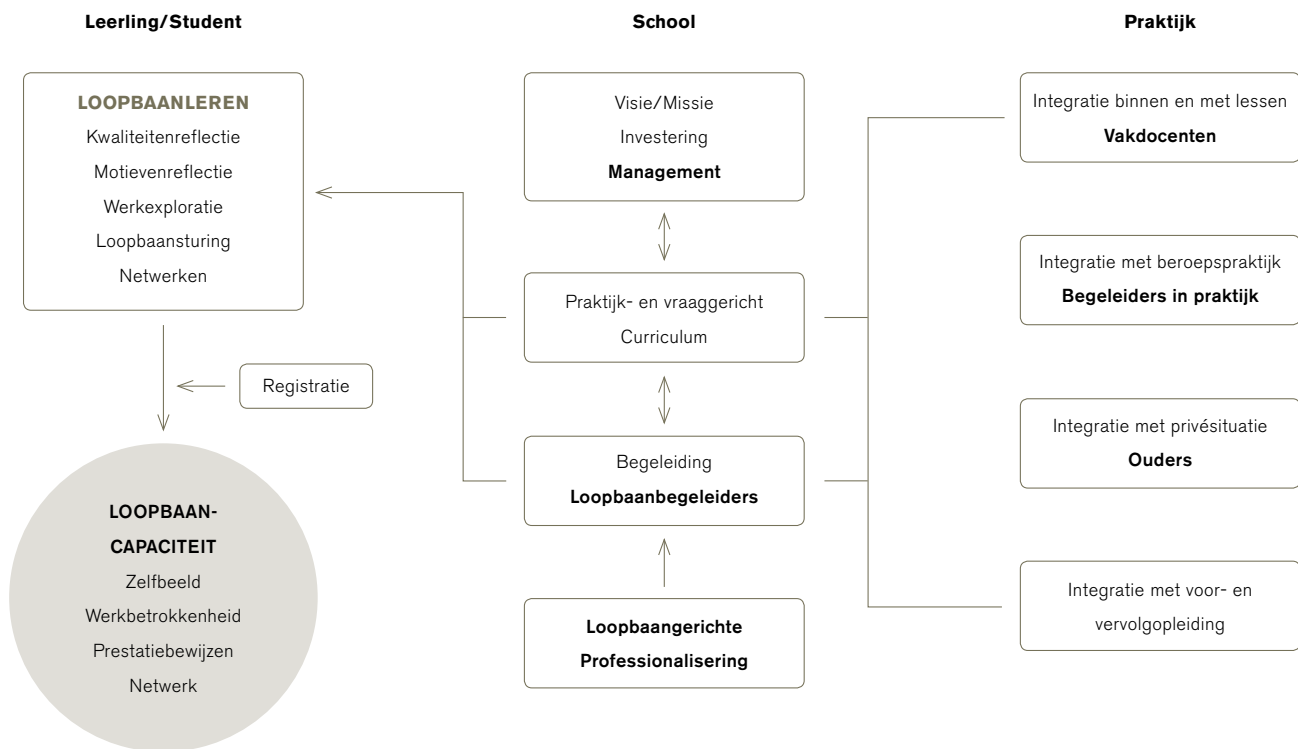 Leerling/Student
LOOPBAANLEREN
Kwaliteitenreflectie
Motievenreflectie
Werkexploratie
Loopbaansturing
Netwerken
Registratie
LOOPBAAN-
CAPACITEIT
Zelfbeeld
Werkbetrokkenheid
Prestatiebewijzen
Netwerk
School
Visie/Missie
Investering
Management
Praktijk- en vraaggericht
Curriculum
Begeleiding
Loopbaanbegeleiders
Loopbaangerichte
Professionalisering
Praktijk
Integratie binnen en met lessen
Vakdocenten
Integratie met beroepspraktijk
Begeleiders in praktijk
Integratie met privésituatie
Ouders
Integratie met voor- en
vervolgopleiding